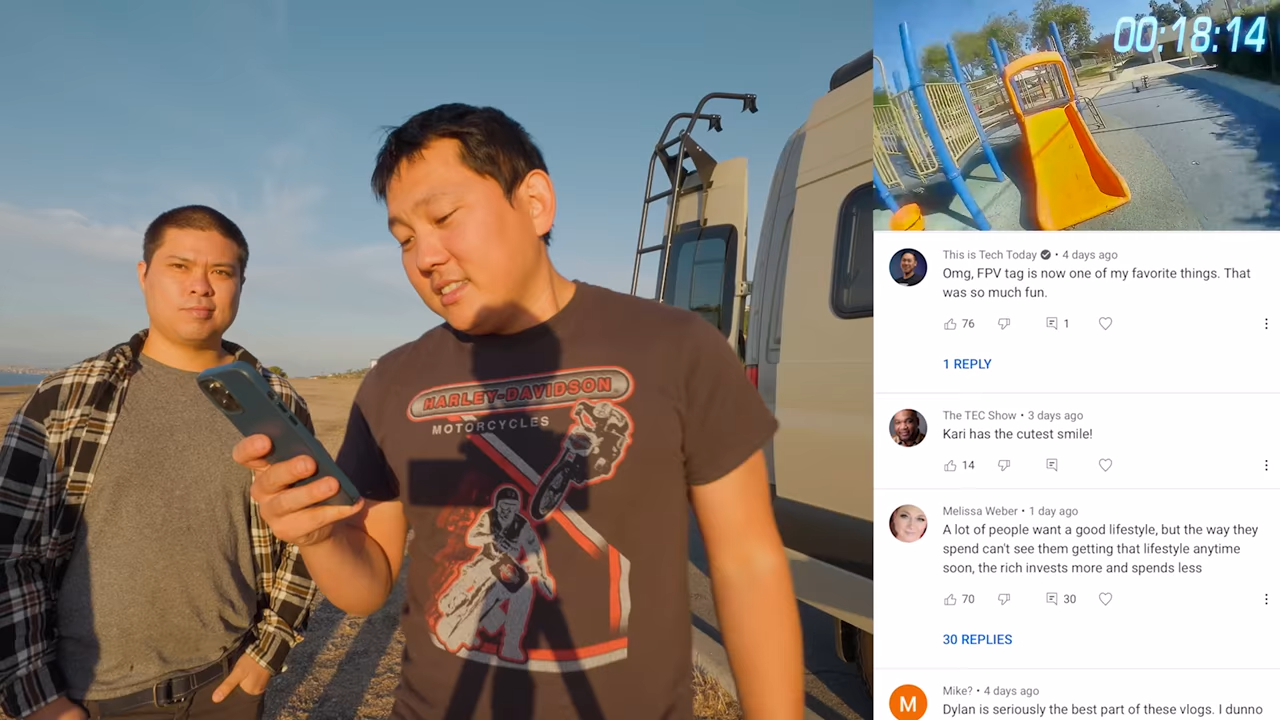 HARLEY-DAVIDSON
MOTORCYCLES
00:18:14
This is Tech Today • 4 days ago
Omg, FPV tag is now one of my favorite things. That
was so much fun.
76
1
1 REPLY
The TEC Show • 3 days ago
Kari has the cutest smile!
14
Melissa Weber • 1 day ago
A lot of people want a good lifestyle, but the way they
spend can't see them getting that lifestyle anytime
soon, the rich invests more and spends less
70
30
30 REPLIES
M
Mike? • 4 days ago
Dylan is seriously the best part of these vlogs. I dunno